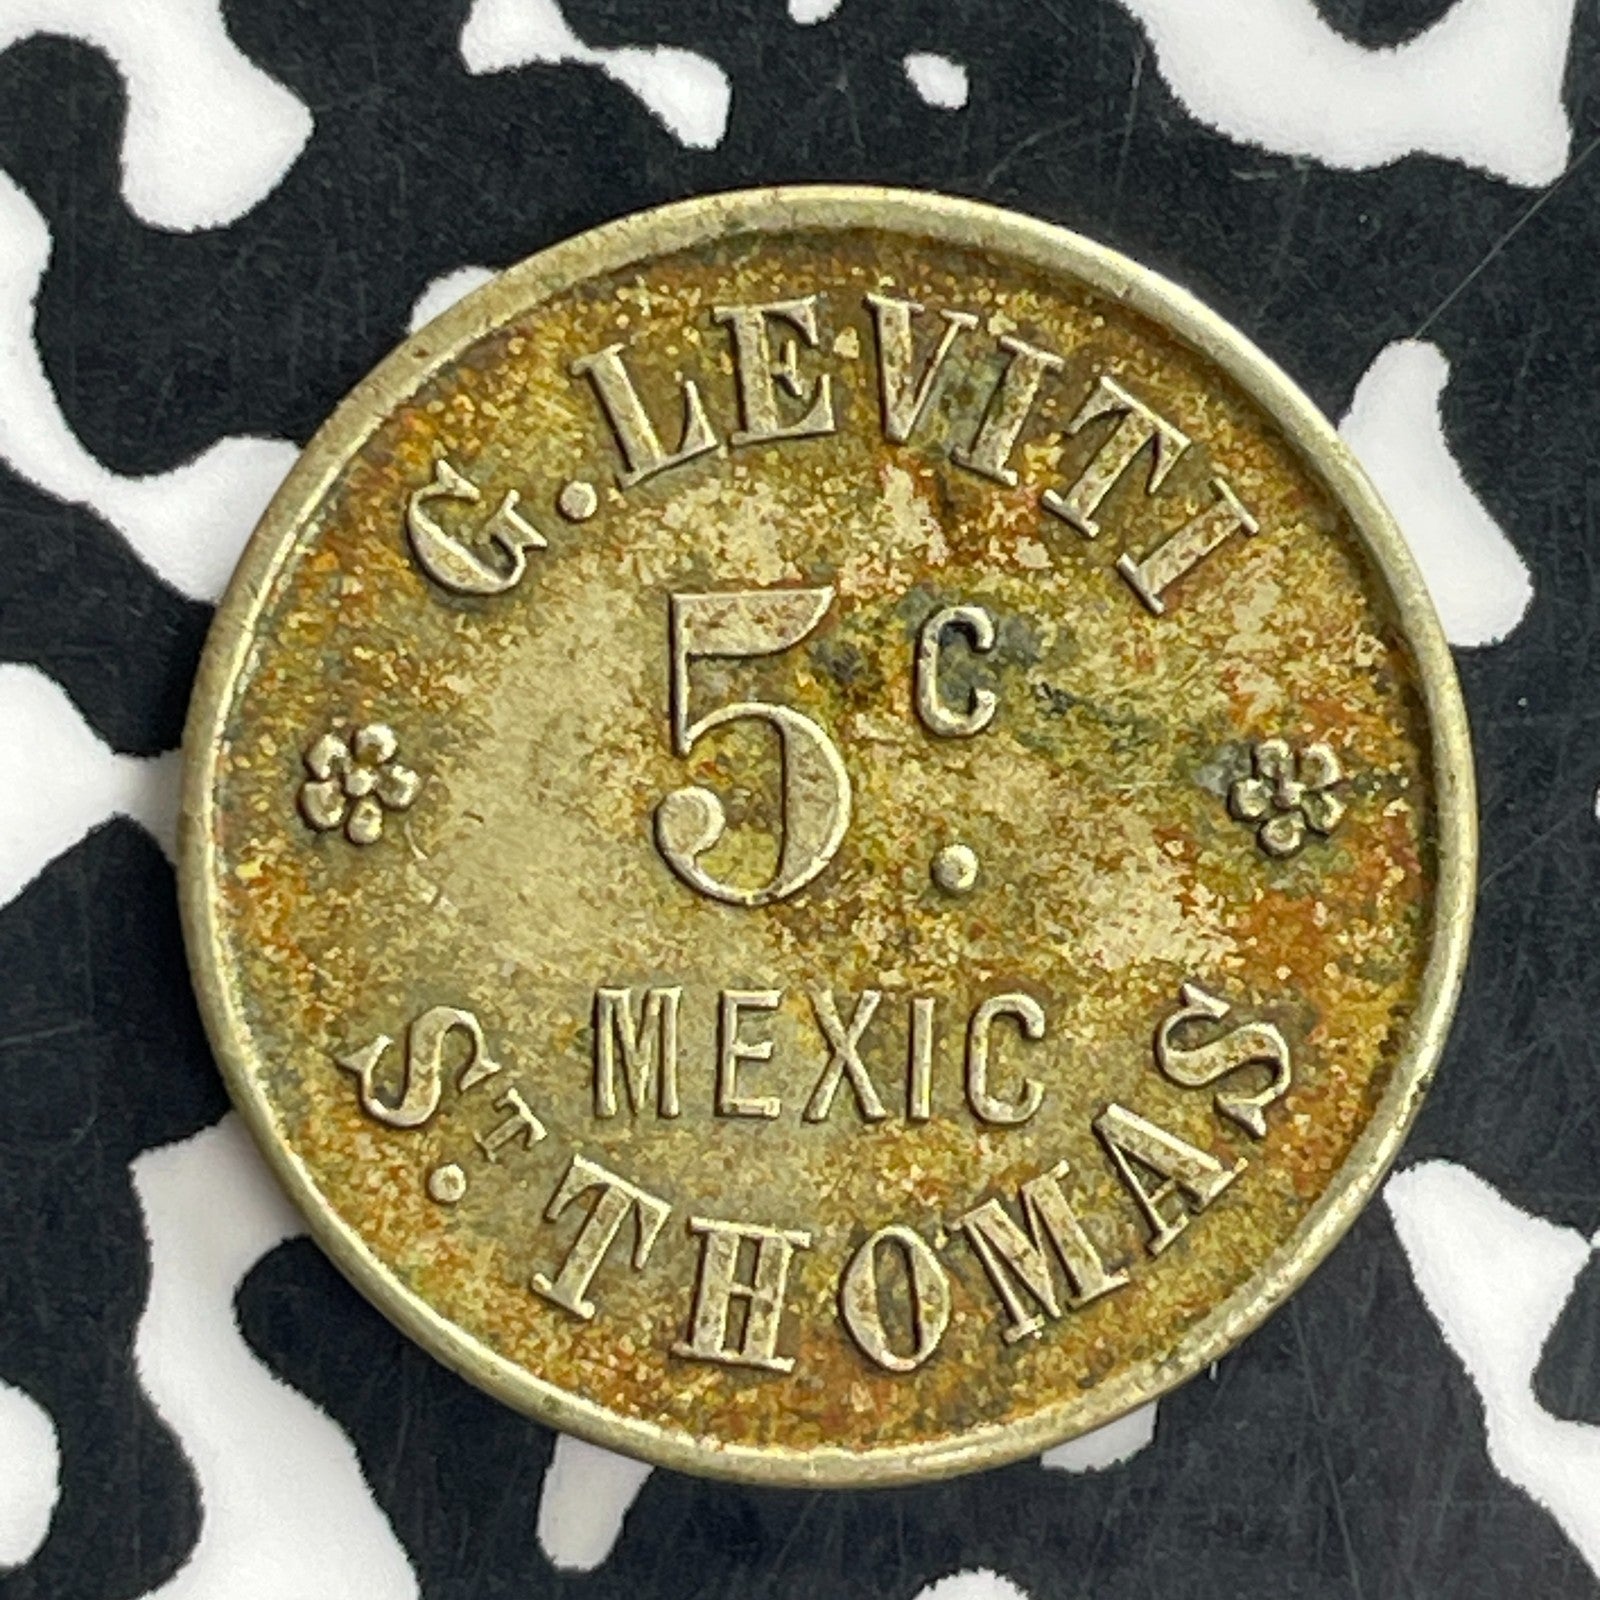 G. LEVITI
5 C.
MEXIC
ST. THOMAS